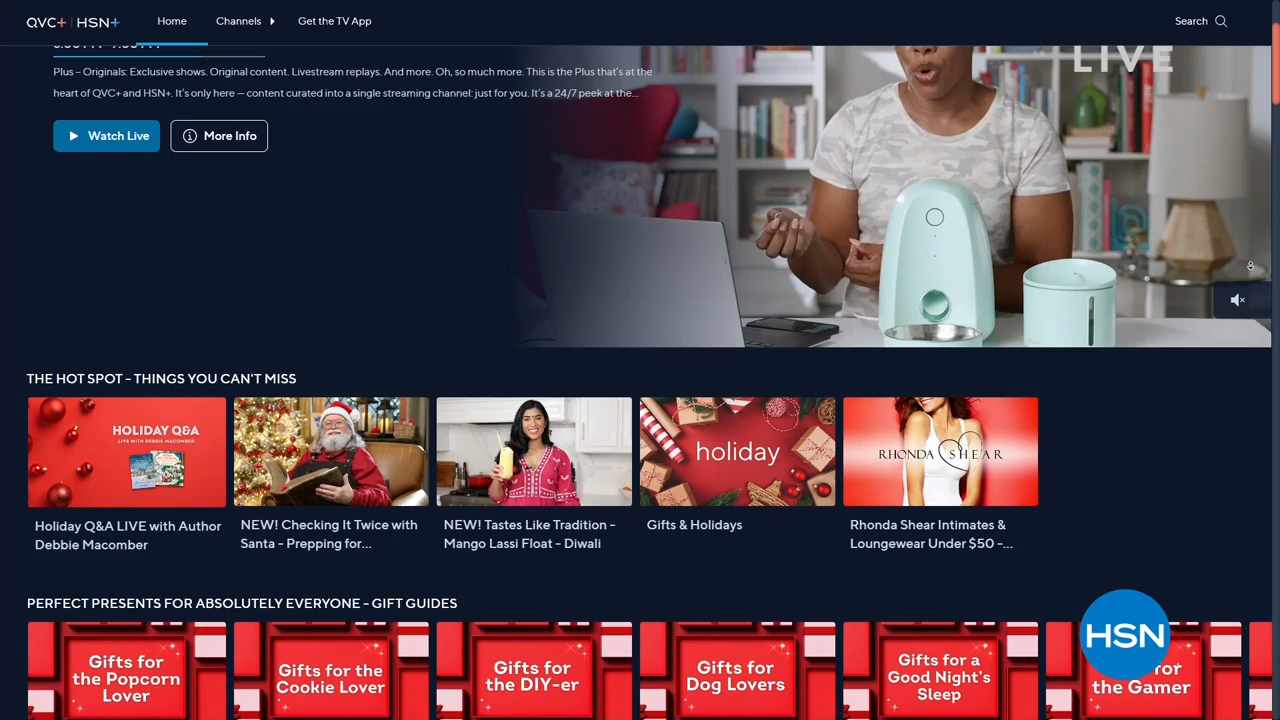 QVC+ | HSN+
Home
Channels
Get the TV App
Search
LIVE
Plus – Originals: Exclusive shows. Original content. Livestream replays. And more. Oh, so much more. This is the Plus that's at the
heart of QVC+ and HSN+. It's only here — content curated into a single streaming channel: just for you. It's a 24/7 peek at the...
Watch Live
More Info
THE HOT SPOT - THINGS YOU CAN'T MISS
HOLIDAY Q&A
LIVE WITH DEBBIE MACOMBER
holiday
RHONDA SHEAR
Holiday Q&A LIVE with Author
Debbie Macomber
NEW! Checking It Twice with
Santa - Prepping for...
NEW! Tastes Like Tradition -
Mango Lassi Float - Diwali
Gifts & Holidays
Rhonda Shear Intimates &
Loungewear Under $50 -...
PERFECT PRESENTS FOR ABSOLUTELY EVERYONE - GIFT GUIDES
Gifts for
the Popcorn
Lover
Gifts for the
Cookie Lover
Gifts for
the DIY-er
Gifts for
Dog Lovers
Gifts for a
Good Night's
Sleep
for
the Gamer
HSN